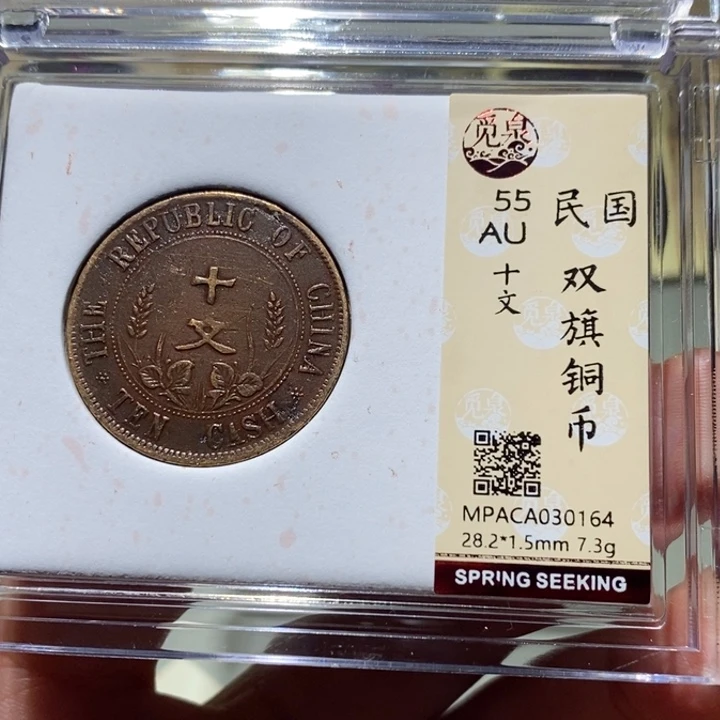 THE REPUBLIC OF CHINA
十
文
TEN CASH
觅泉
55
AU
十文
民国
双旗铜币
MPACA030164
28.2*1.5mm 7.3g
SPRING SEEKING